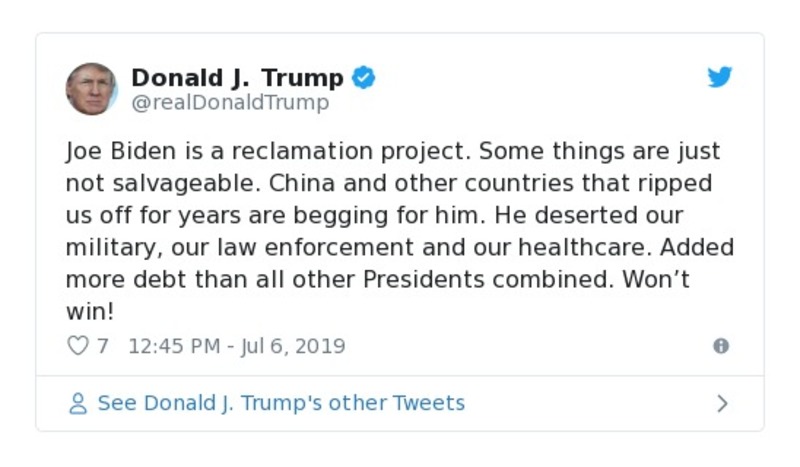 Donald J. Trump
@realDonaldTrump
Joe Biden is a reclamation project. Some things are just
not salvageable. China and other countries that ripped
us off for years are begging for him. He deserted our
military, our law enforcement and our healthcare. Added
more debt than all other Presidents combined. Won’t
win!
7 12:45 PM - Jul 6, 2019
See Donald J. Trump's other Tweets